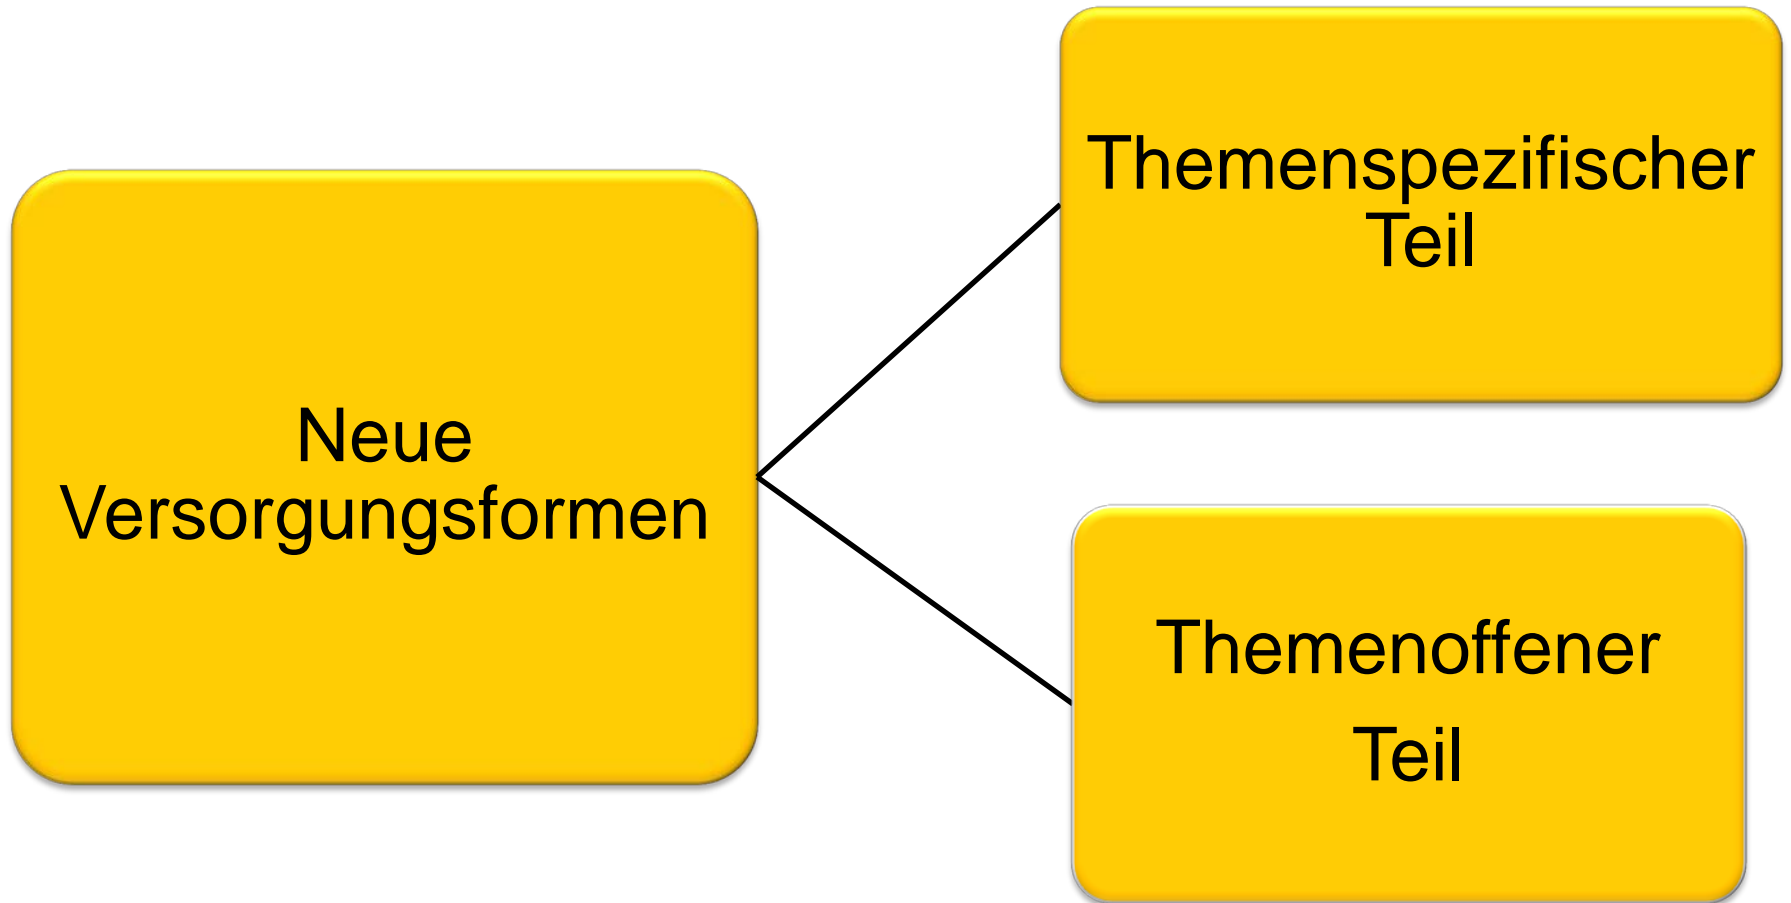 Neue
Versorgungsformen
Themenspezifischer
Teil
Themenoffener
Teil